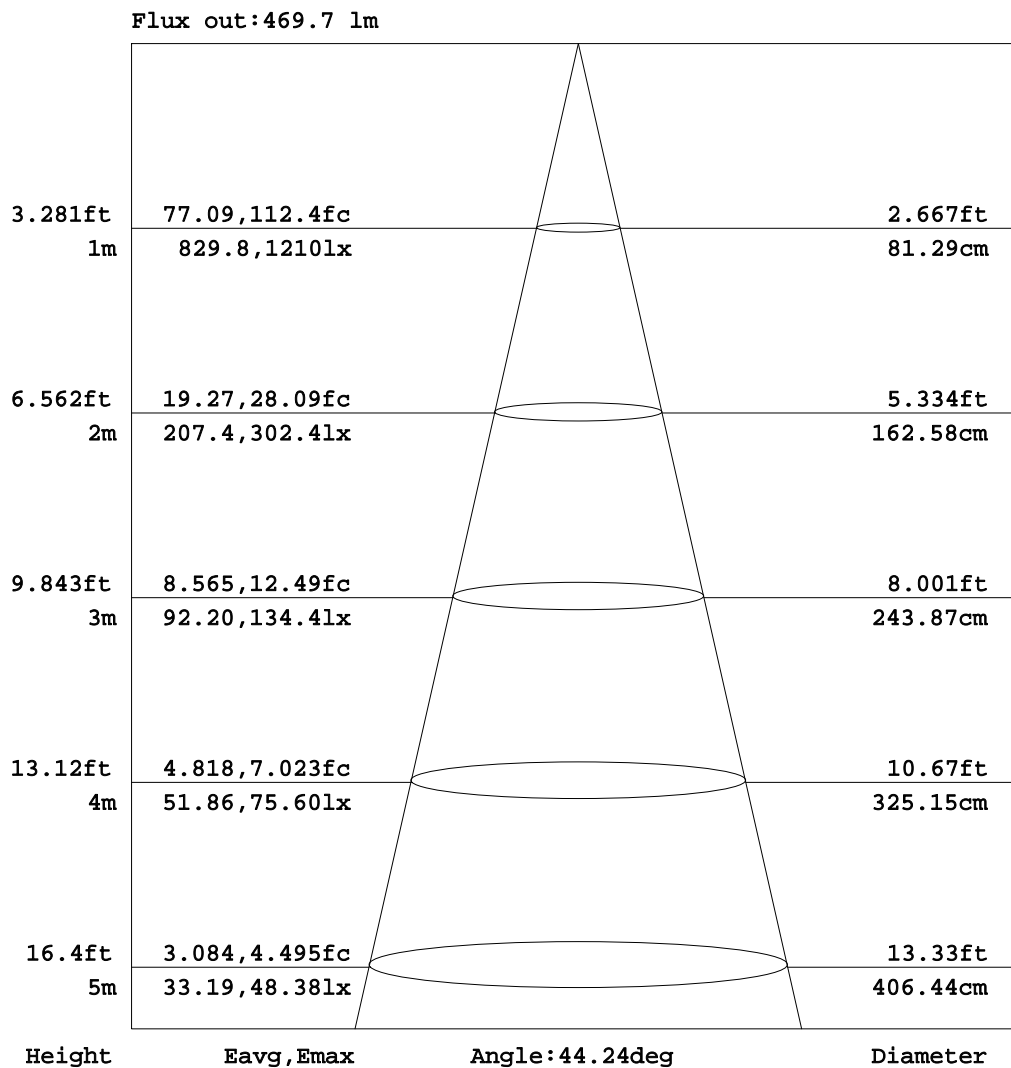 Flux out:469.7 lm
3.281ft 77.09,112.4fc 2.667ft
1m 829.8,1210lx 81.29cm
6.562ft 19.27,28.09fc 5.334ft
2m 207.4,302.4lx 162.58cm
9.843ft 8.565,12.49fc 8.001ft
3m 92.20,134.4lx 243.87cm
13.12ft 4.818,7.023fc 10.67ft
4m 51.86,75.60lx 325.15cm
16.4ft 3.084,4.495fc 13.33ft
5m 33.19,48.38lx 406.44cm
Height Eavg,Emax Angle:44.24deg Diameter